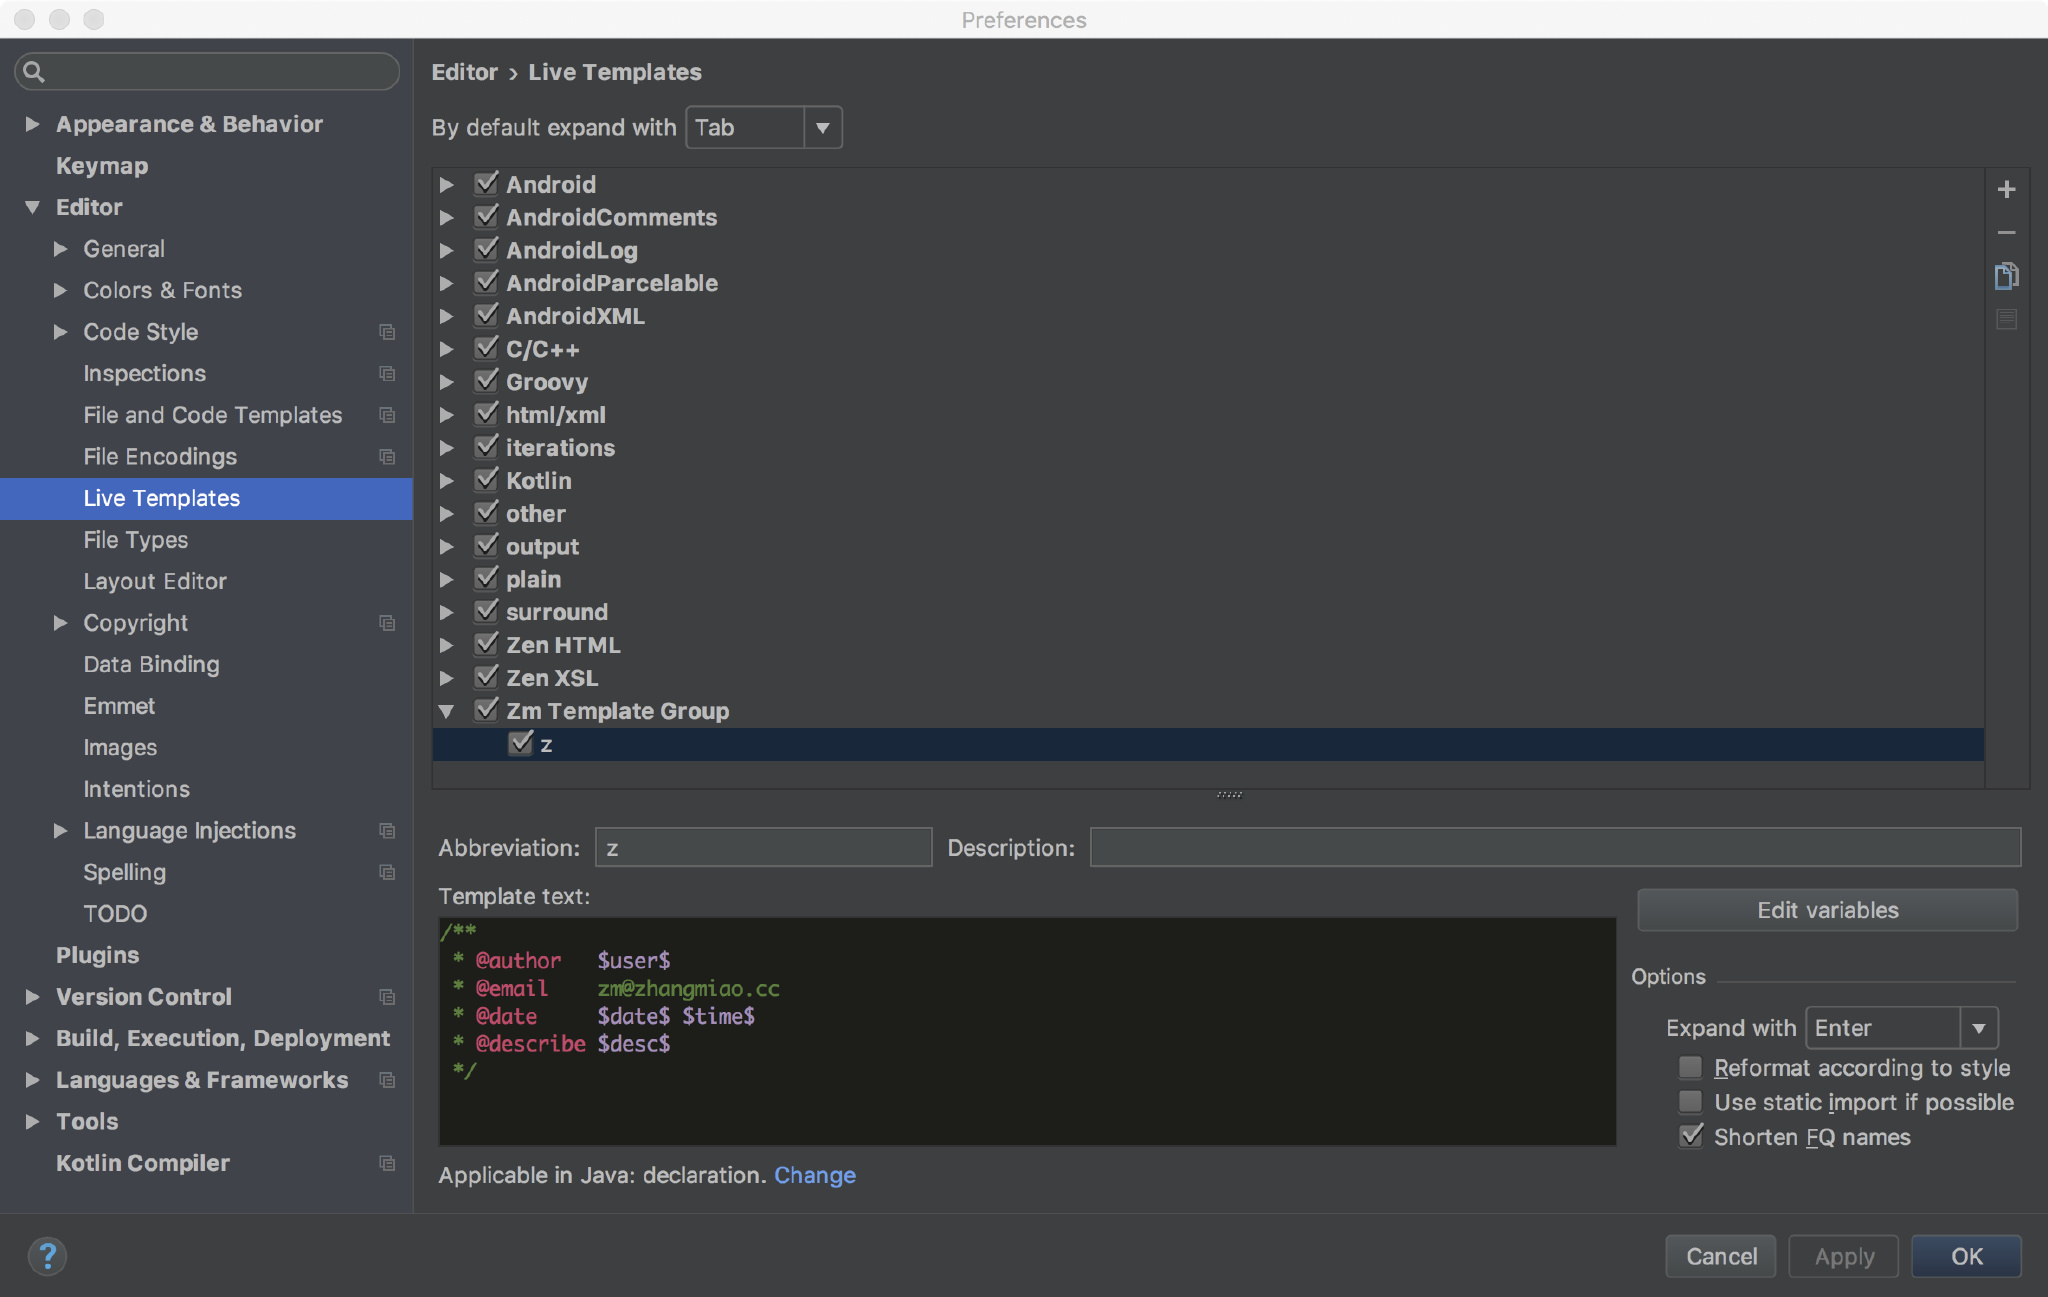 Preferences
Appearance & Behavior
Keymap
Editor
General
Colors & Fonts
Code Style
Inspections
File and Code Templates
File Encodings
Live Templates
File Types
Layout Editor
Copyright
Data Binding
Emmet
Images
Intentions
Language Injections
Spelling
TODO
Plugins
Version Control
Build, Execution, Deployment
Languages & Frameworks
Tools
Kotlin Compiler
Editor › Live Templates
By default expand with Tab
Android
AndroidComments
AndroidLog
AndroidParcelable
AndroidXML
C/C++
Groovy
html/xml
iterations
Kotlin
other
output
plain
surround
Zen HTML
Zen XSL
Zm Template Group
z
Abbreviation: z Description:
Template text:
/**
* @author $user$
* @email zm@zhangmiao.cc
* @date $date$ $time$
* @describe $desc$
*/
Applicable in Java: declaration. Change
Edit variables
Options
Expand with Enter
Reformat according to style
Use static import if possible
Shorten FQ names
?
Cancel Apply OK